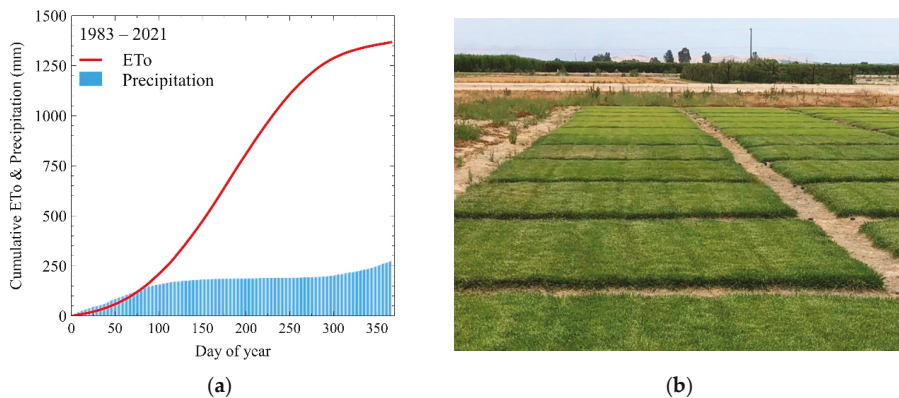 1500
1250
1000
750
500
250
0
Cumulative ETo & Precipitation (mm)
1983 – 2021
ETo
Precipitation
0 50 100 150 200 250 300 350
Day of year
(a)
(b)